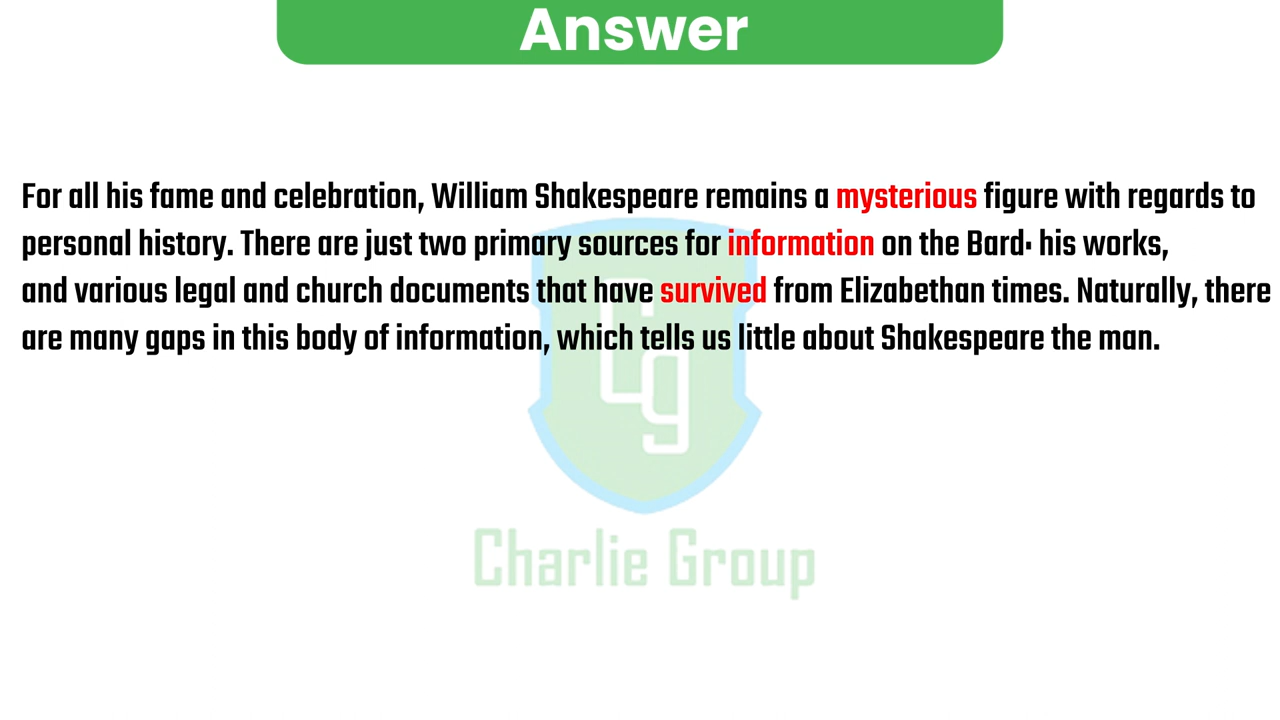 Answer
For all his fame and celebration, William Shakespeare remains a mysterious figure with regards to
personal history. There are just two primary sources for information on the Bard: his works,
and various legal and church documents that have survived from Elizabethan times. Naturally, there
are many gaps in this body of information, which tells us little about Shakespeare the man.
Cg
Charlie Group